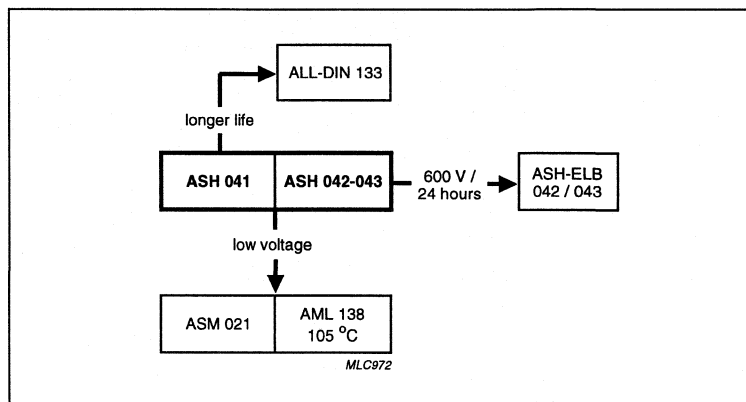 ALL-DIN 133
longer life
ASH 041
ASH 042-043
600 V /
24 hours
ASH-ELB
042 / 043
low voltage
ASM 021
AML 138
105 °C
MLC972